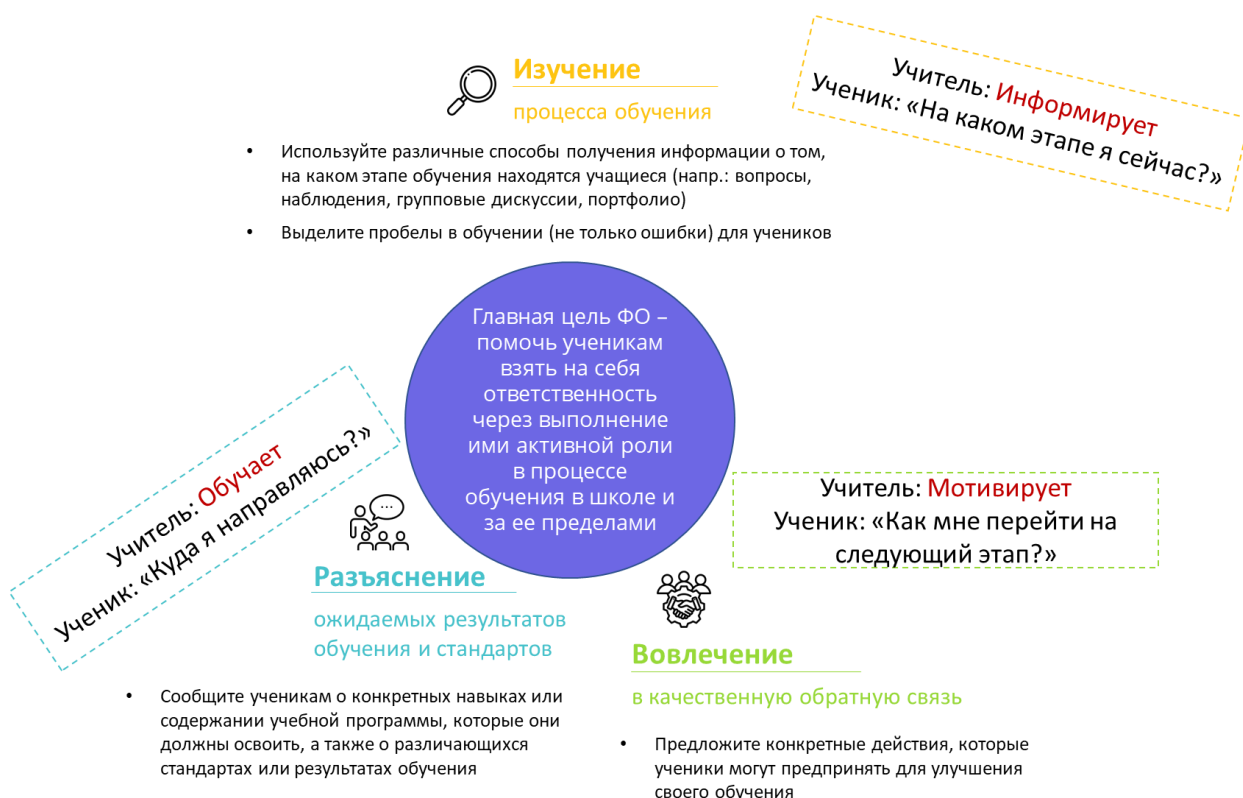 Изучение
процесса обучения
Учитель: Информирует
Ученик: «На каком этапе я сейчас?»
• Используйте различные способы получения информации о том,
на каком этапе обучения находятся учащиеся (напр.: вопросы,
наблюдения, групповые дискуссии, портфолио)
• Выделите пробелы в обучении (не только ошибки) для учеников
Главная цель ФО –
помочь ученикам
взять на себя
ответственность
через выполнение
ими активной роли
в процессе
обучения в школе и
за ее пределами
Учитель: Обучает
Ученик: «Куда я направляюсь?»
Разъяснение
ожидаемых результатов
обучения и стандартов
• Сообщите ученикам о конкретных навыках или
содержании учебной программы, которые они
должны освоить, а также о различающихся
стандартах или результатах обучения
Учитель: Мотивирует
Ученик: «Как мне перейти на
следующий этап?»
Вовлечение
в качественную обратную связь
• Предложите конкретные действия, которые
ученики могут предпринять для улучшения
своего обучения